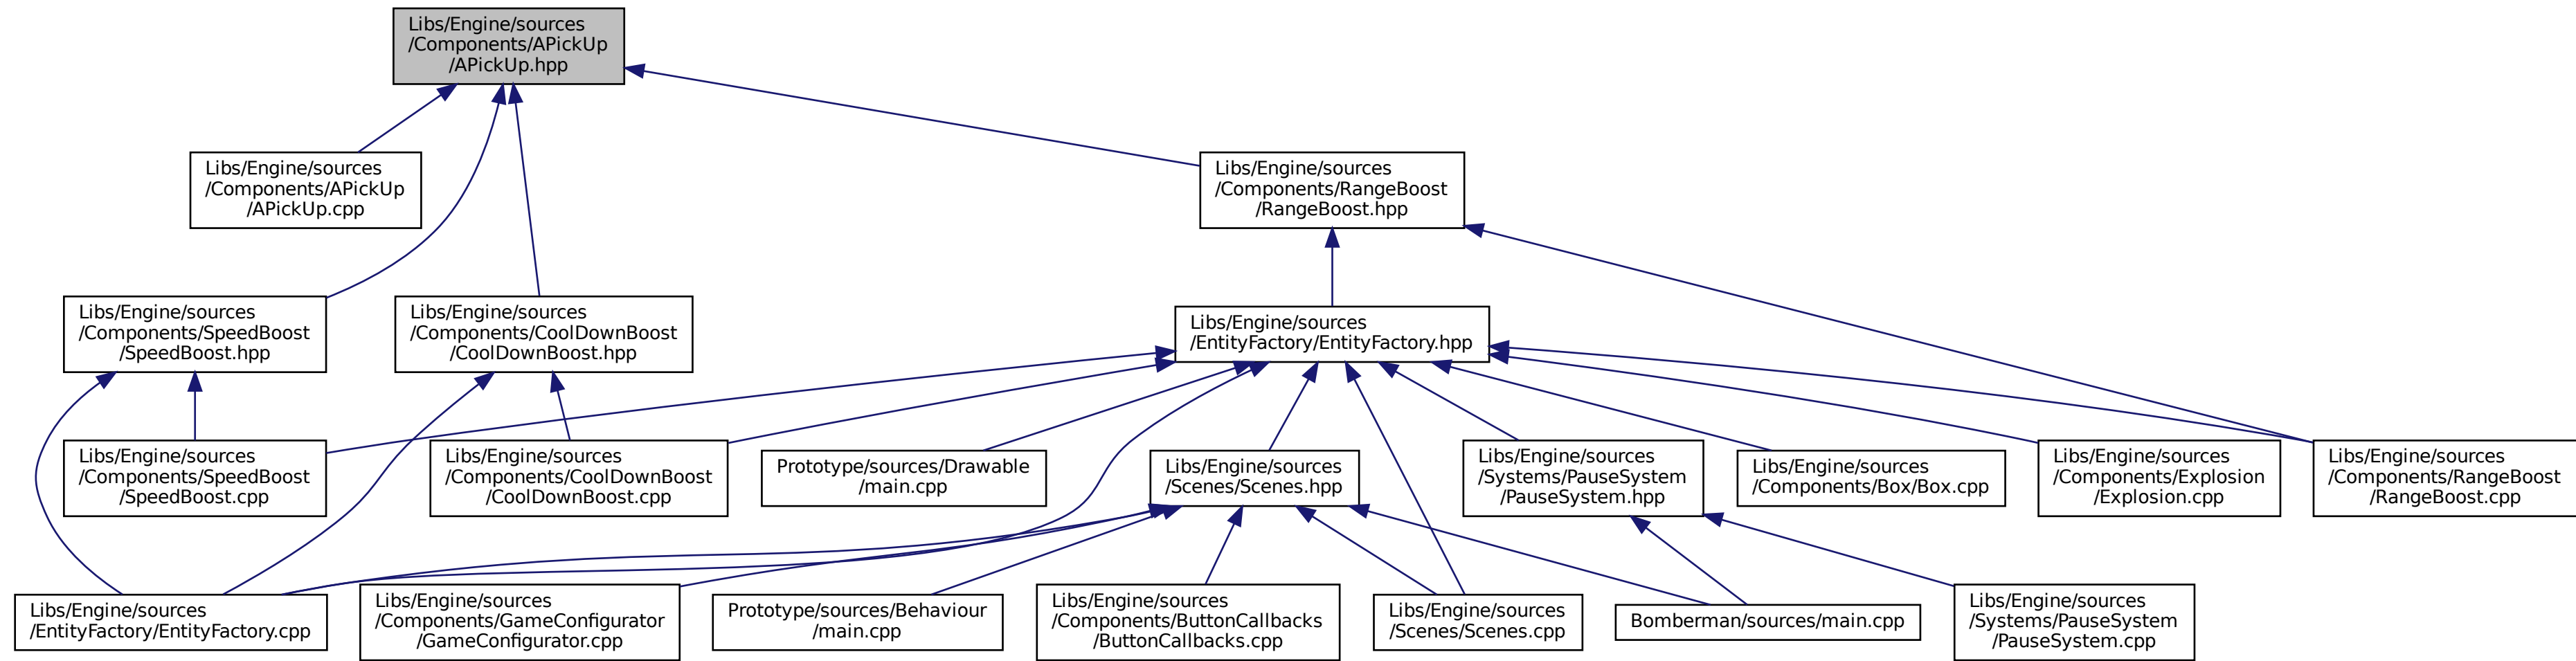 Libs/Engine/sources
/Components/APickUp
/APickUp.hpp
Libs/Engine/sources
/Components/APickUp
/APickUp.cpp
Libs/Engine/sources
/Components/RangeBoost
/RangeBoost.hpp
Libs/Engine/sources
/Components/SpeedBoost
/SpeedBoost.hpp
Libs/Engine/sources
/Components/CoolDownBoost
/CoolDownBoost.hpp
Libs/Engine/sources
/EntityFactory/EntityFactory.hpp
Libs/Engine/sources
/Components/SpeedBoost
/SpeedBoost.cpp
Libs/Engine/sources
/Components/CoolDownBoost
/CoolDownBoost.cpp
Prototype/sources/Drawable
/main.cpp
Libs/Engine/sources
/Scenes/Scenes.hpp
Libs/Engine/sources
/Systems/PauseSystem
/PauseSystem.hpp
Libs/Engine/sources
/Components/Box/Box.cpp
Libs/Engine/sources
/Components/Explosion
/Explosion.cpp
Libs/Engine/sources
/Components/RangeBoost
/RangeBoost.cpp
Libs/Engine/sources
/EntityFactory/EntityFactory.cpp
Libs/Engine/sources
/Components/GameConfigurator
/GameConfigurator.cpp
Prototype/sources/Behaviour
/main.cpp
Libs/Engine/sources
/Components/ButtonCallbacks
/ButtonCallbacks.cpp
Libs/Engine/sources
/Scenes/Scenes.cpp
Bomberman/sources/main.cpp
Libs/Engine/sources
/Systems/PauseSystem
/PauseSystem.cpp